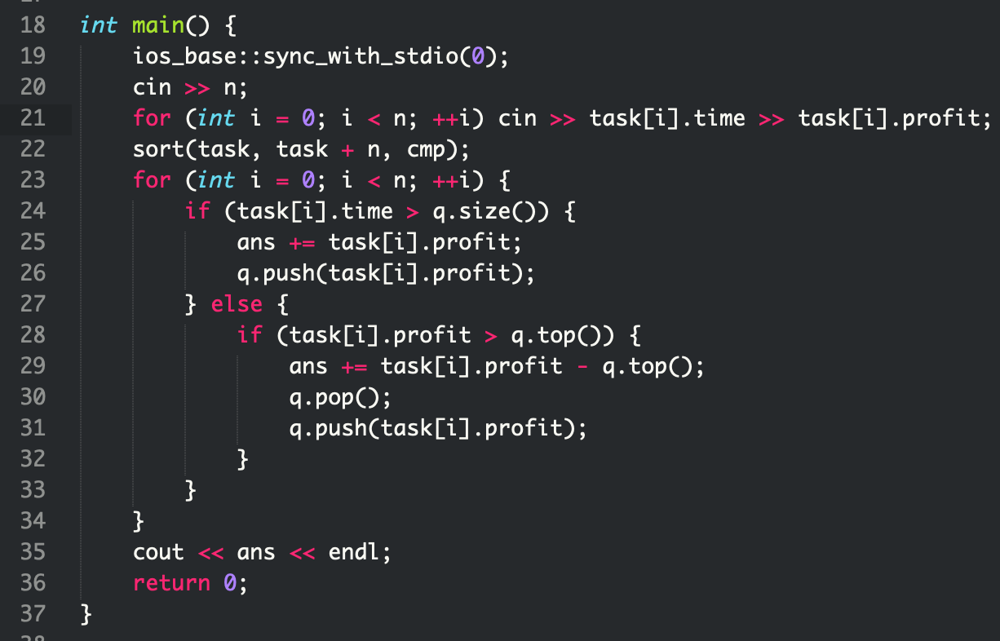 18 int main() {
19     ios_base::sync_with_stdio(0);
20     cin >> n;
21     for (int i = 0; i < n; ++i) cin >> task[i].time >> task[i].profit;
22     sort(task, task + n, cmp);
23     for (int i = 0; i < n; ++i) {
24         if (task[i].time > q.size()) {
25             ans += task[i].profit;
26             q.push(task[i].profit);
27         } else {
28             if (task[i].profit > q.top()) {
29                 ans += task[i].profit - q.top();
30                 q.pop();
31                 q.push(task[i].profit);
32             }
33         }
34     }
35     cout << ans << endl;
36     return 0;
37 }